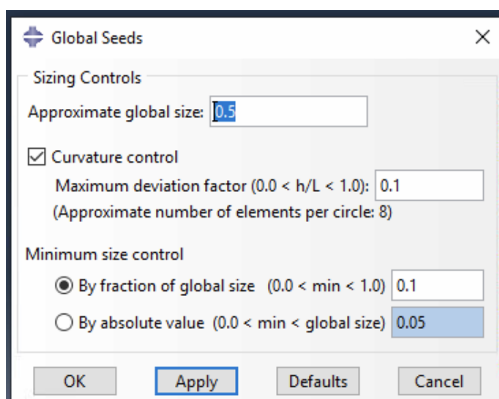 Global Seeds
Sizing Controls
Approximate global size: 0.5
Curvature control
Maximum deviation factor (0.0 < h/L < 1.0): 0.1
(Approximate number of elements per circle: 8)
Minimum size control
By fraction of global size (0.0 < min < 1.0) 0.1
By absolute value (0.0 < min < global size) 0.05
OK Apply Defaults Cancel